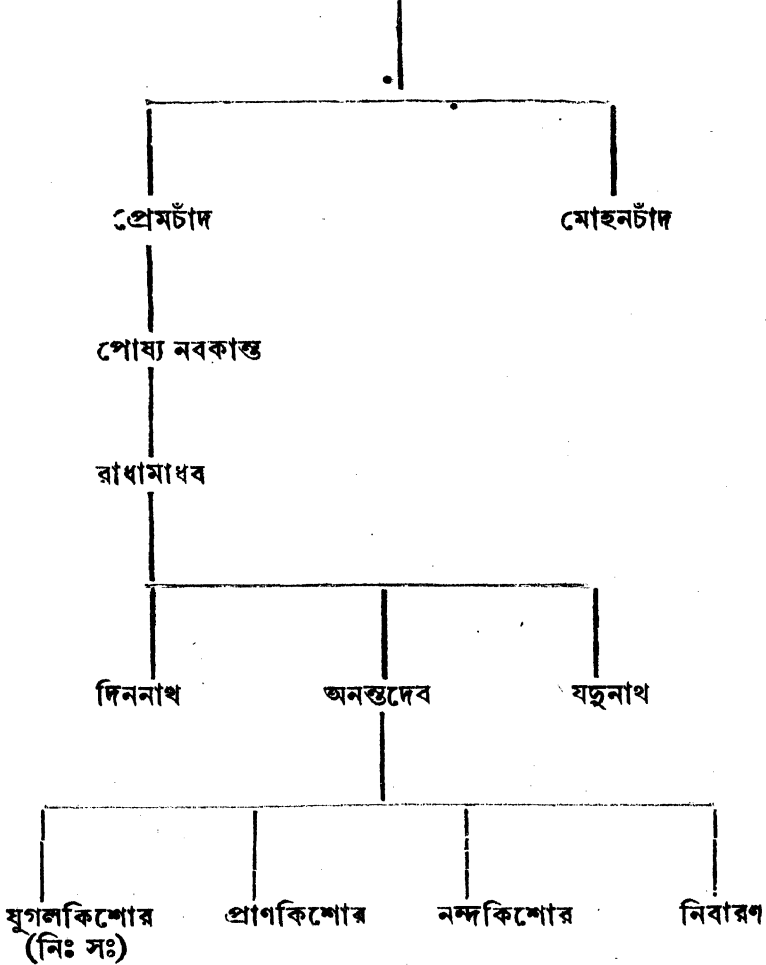 প্রেমচাঁদ মোহনচাঁদ
পোষ্য নবকান্ত
রাধামাধব
দিননাথ অনন্তদেব যদুনাথ
যুগলকিশোর প্রাণকিশোর নন্দকিশোর নিবারণ
(নিঃ সঃ)